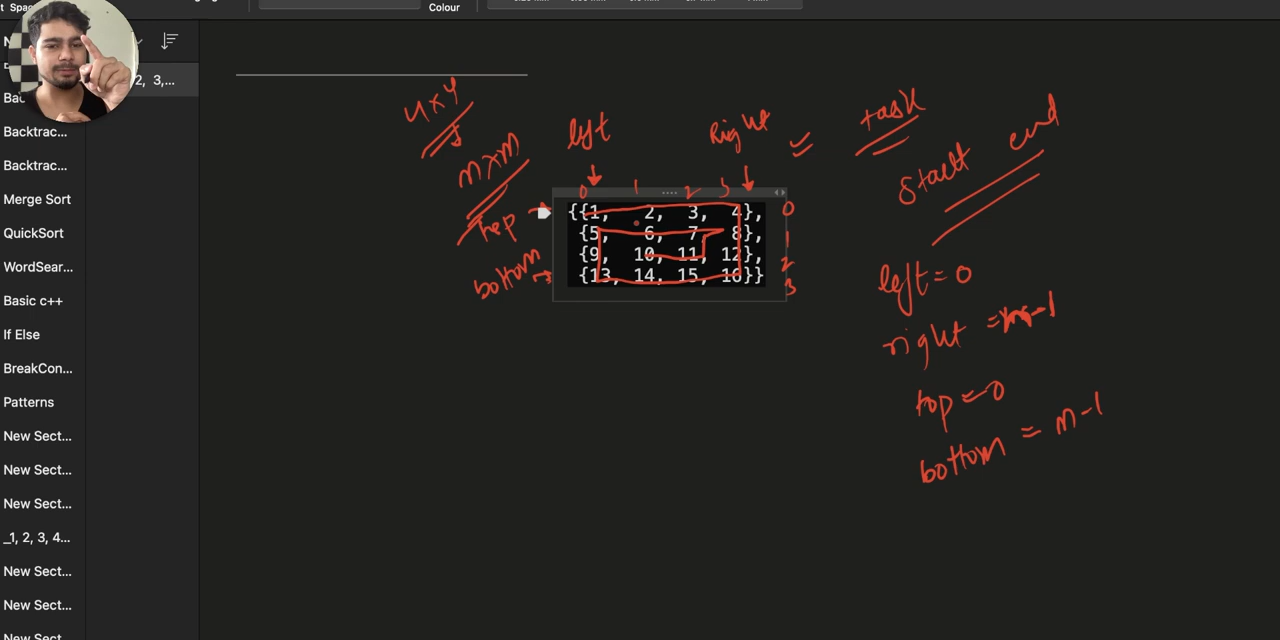 Colour
2, 3,...
Backtrac...
Backtrac...
Merge Sort
QuickSort
WordSear...
Basic c++
If Else
BreakCon...
Patterns
New Sect...
New Sect...
New Sect...
_1, 2, 3, 4...
New Sect...
New Sect...
New Sect
4x4
left
Right
task
start end
0 1 2 3
{{1, 2, 3, 4}, 0
{5, 6, 7, 8}, 1
{9, 10, 11, 12}, 2
{13, 14, 15, 16}} 3
bottom
left = 0
right = m-1
top = 0
bottom = n-1